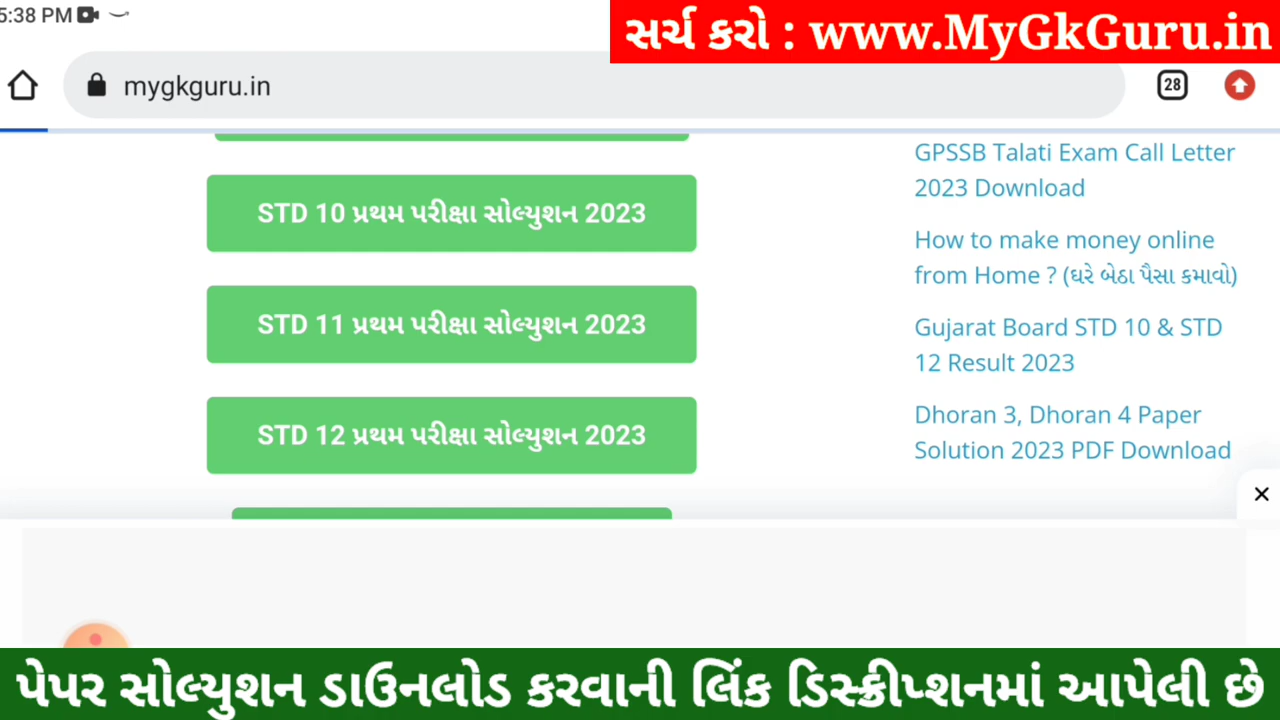 5:38 PM
સર્ચ કરો : www.MyGkGuru.in
mygkguru.in
28
STD 10 પ્રથમ પરીક્ષા સોલ્યુશન 2023
STD 11 પ્રથમ પરીક્ષા સોલ્યુશન 2023
STD 12 પ્રથમ પરીક્ષા સોલ્યુશન 2023
GPSSB Talati Exam Call Letter
2023 Download
How to make money online
from Home ? (ઘરે બેઠા પૈસા કમાવો)
Gujarat Board STD 10 & STD
12 Result 2023
Dhoran 3, Dhoran 4 Paper
Solution 2023 PDF Download
પેપર સોલ્યુશન ડાઉનલોડ કરવાની લિંક ડિસ્ક્રીપ્શનમાં આપેલી છે